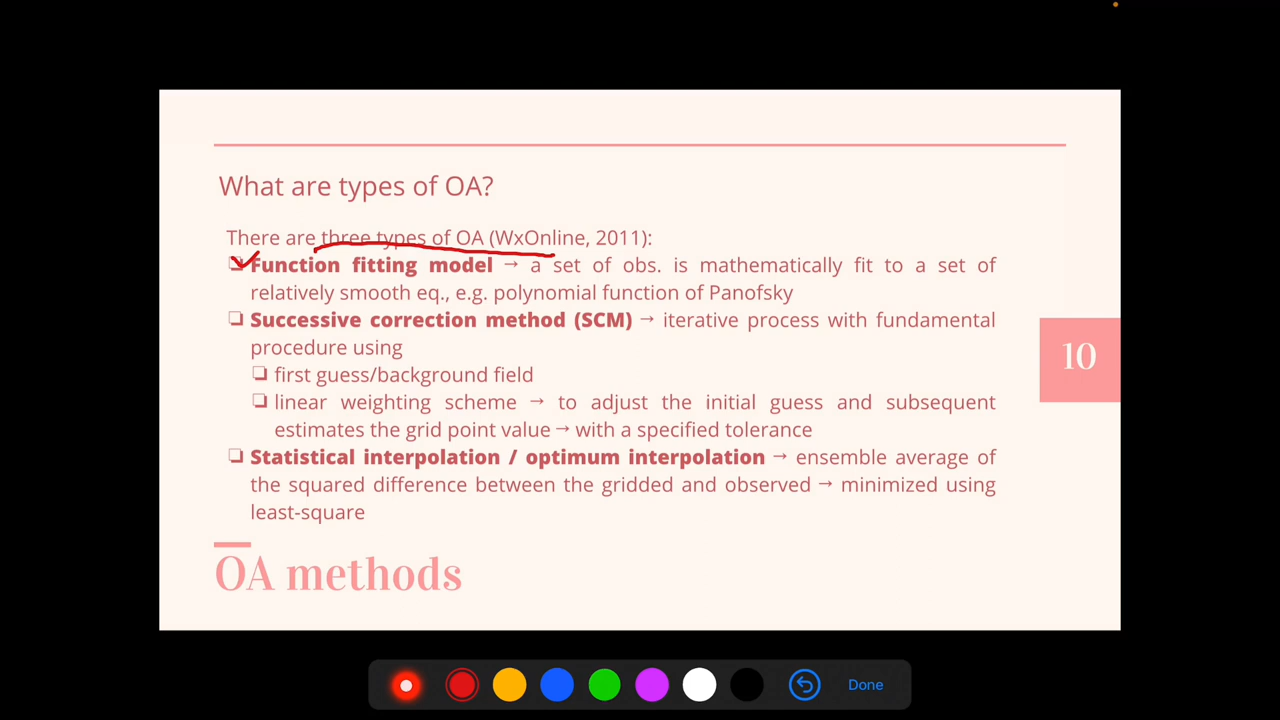 What are types of OA?
There are three types of OA (WxOnline, 2011):
❏ Function fitting model → a set of obs. is mathematically fit to a set of
relatively smooth eq., e.g. polynomial function of Panofsky
❏ Successive correction method (SCM) → iterative process with fundamental
procedure using
❏ first guess/background field
❏ linear weighting scheme → to adjust the initial guess and subsequent
estimates the grid point value → with a specified tolerance
❏ Statistical interpolation / optimum interpolation → ensemble average of
the squared difference between the gridded and observed → minimized using
least-square
10
OA methods
Done